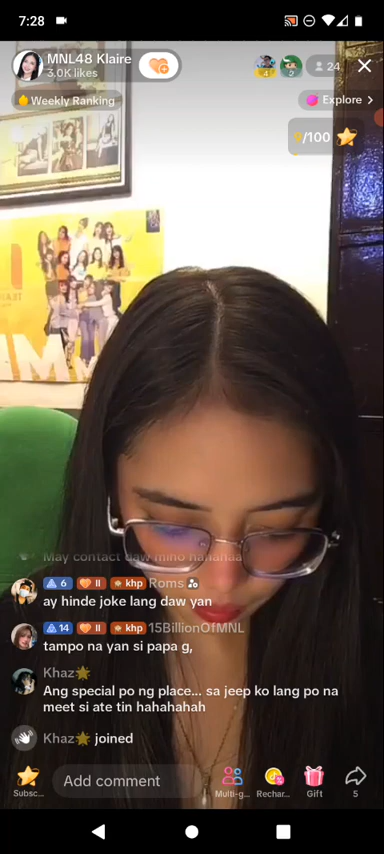 7:28
MNL48 Klaire
3.0K likes
4
2
24
Weekly Ranking
Explore
9/100
May contact daw mino hahahaa
6 II khp Roms
ay hinde joke lang daw yan
14 II khp 15BillionOfMNL
tampo na yan si papa g,
Khaz
Ang special po ng place... sa jeep ko lang po na
meet si ate tin hahahahah
Khaz joined
Subsc...
Add comment
Multi-g...
Rechar...
Gift
5